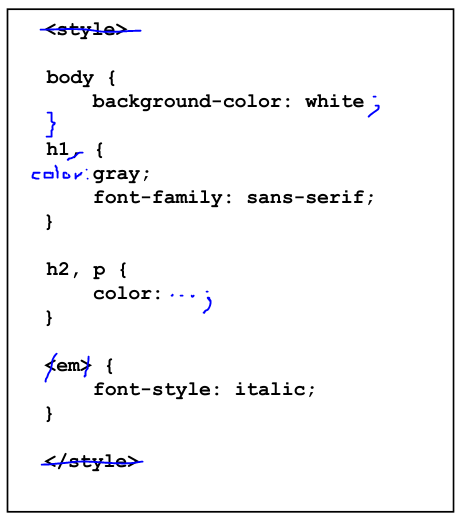 <style>
body {
background-color: white ;
}
h1, {
color: gray;
font-family: sans-serif;
}
h2, p {
color: ... ;
}
<em> {
font-style: italic;
}
</style>